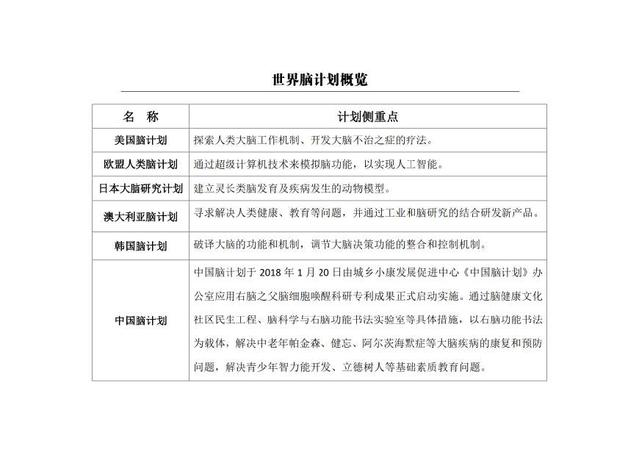 世界脑计划概览
名 称 计划侧重点
美国脑计划 探索人类大脑工作机制、开发大脑不治之症的疗法。
欧盟人类脑计划 通过超级计算机技术来模拟脑功能，以实现人工智能。
日本大脑研究计划 建立灵长类脑发育及疾病发生的动物模型。
澳大利亚脑计划 寻求解决人类健康、教育等问题，并通过工业和脑研究的结合研发新产品。
韩国脑计划 破译大脑的功能和机制，调节大脑决策功能的整合和控制机制。
中国脑计划
中国脑计划于 2018 年 1 月 20 日由城乡小康发展促进中心《中国脑计划》办
公室应用右脑之父脑细胞唤醒科研专利成果正式启动实施。通过脑健康文化
社区民生工程、脑科学与右脑功能书法实验室等具体措施，以右脑功能书法
为载体，解决中老年帕金森、健忘、阿尔茨海默症等大脑疾病的康复和预防
问题，解决青少年智力能开发、立德树人等基础素质教育问题。